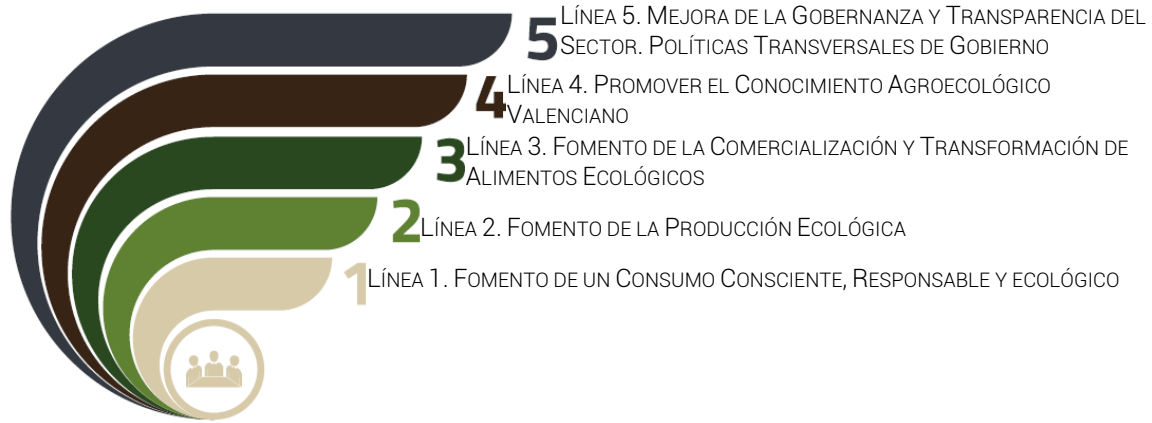 5
LÍNEA 5. MEJORA DE LA GOBERNANZA Y TRANSPARENCIA DEL
SECTOR. POLÍTICAS TRANSVERSALES DE GOBIERNO
4
LÍNEA 4. PROMOVER EL CONOCIMIENTO AGROECOLÓGICO
VALENCIANO
3
LÍNEA 3. FOMENTO DE LA COMERCIALIZACIÓN Y TRANSFORMACIÓN DE
ALIMENTOS ECOLÓGICOS
2
LÍNEA 2. FOMENTO DE LA PRODUCCIÓN ECOLÓGICA
1
LÍNEA 1. FOMENTO DE UN CONSUMO CONSCIENTE, RESPONSABLE Y ECOLÓGICO